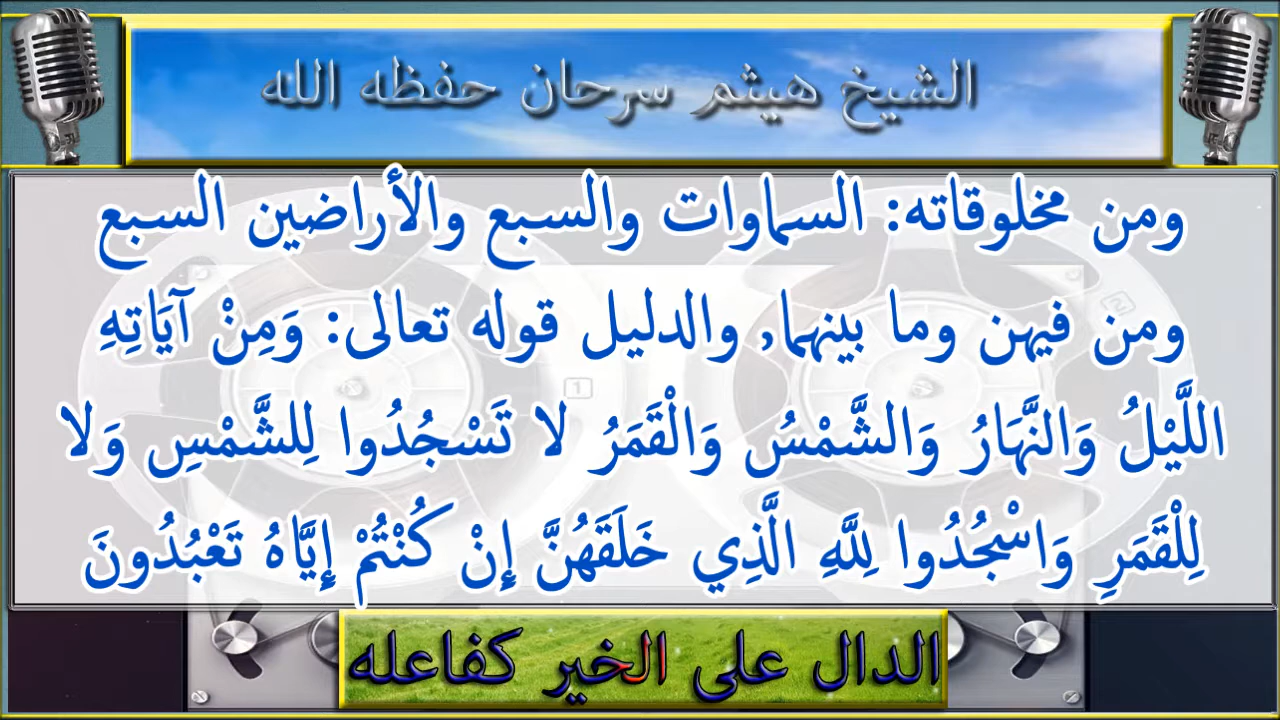 الشيخ هيثم سرحان حفظه الله
ومن مخلوقاته: السماوات والسبع والأراضين السبع
ومن فيهن وما بينهما, والدليل قوله تعالى: وَمِنْ آيَاتِهِ
اللَّيْلُ وَالنَّهَارُ وَالشَّمْسُ وَالْقَمَرُ لا تَسْجُدُوا لِلشَّمْسِ وَلا
لِلْقَمَرِ وَاسْجُدُوا لِلَّهِ الَّذِي خَلَقَهُنَّ إِنْ كُنْتُمْ إِيَّاهُ تَعْبُدُونَ
الدال على الخير كفاعله